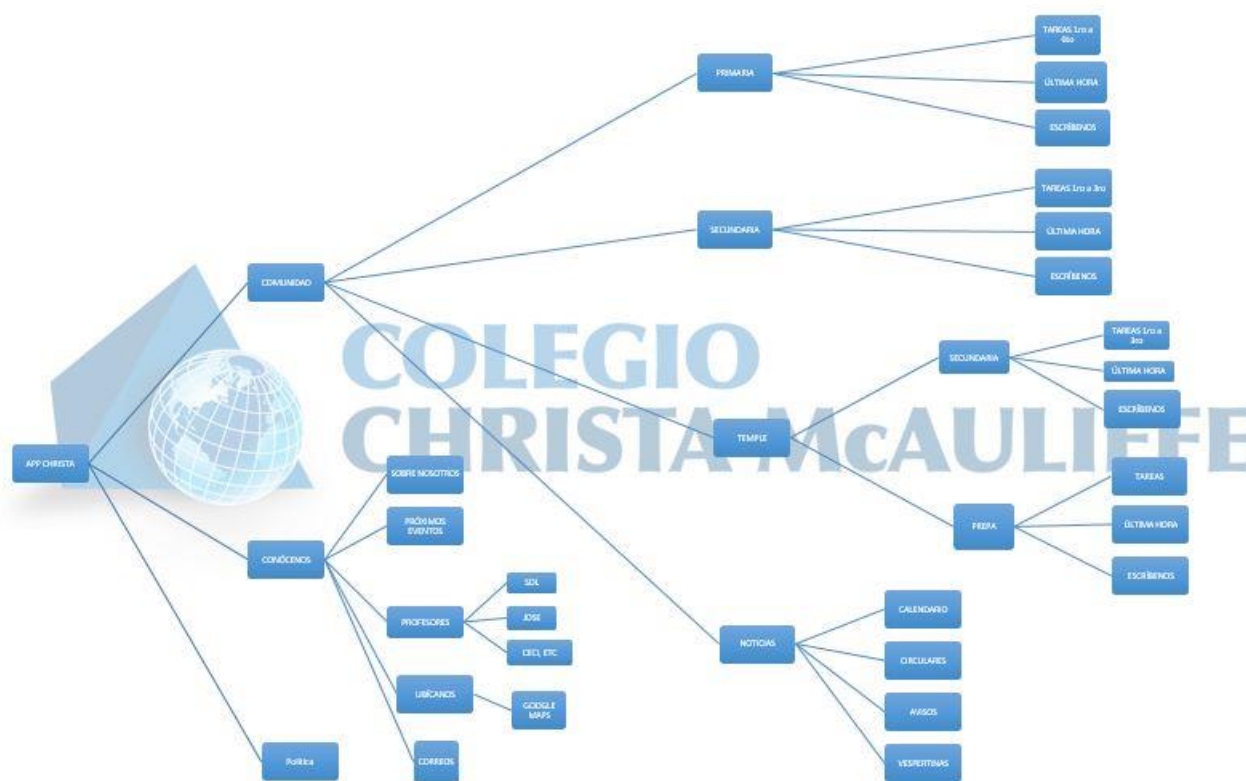 PRIMARIA
TAREAS 1ro a
6to
ÚLTIMA HORA
ESCRÍBENOS
SECUNDARIA
TAREAS 1ro a 3ro
ÚLTIMA HORA
ESCRÍBENOS
COMUNIDAD
COLEGIO
CHRISTA McAULIFFE
SECUNDARIA
TAREAS 1ro a
3ro
ÚLTIMA HORA
ESCRÍBENOS
TEMPLE
APP CHRISTA
PREPA
TAREAS
ÚLTIMA HORA
ESCRÍBENOS
CONÓCENOS
SOBRE NOSOTROS
PRÓXIMOS
EVENTOS
PROFESORES
SOL
JOSE
CECI, ETC
UBÍCANOS
GOOGLE
MAPS
CORREOS
NOTICIAS
CALENDARIO
CIRCULARES
AVISOS
VESPERTINAS
Política